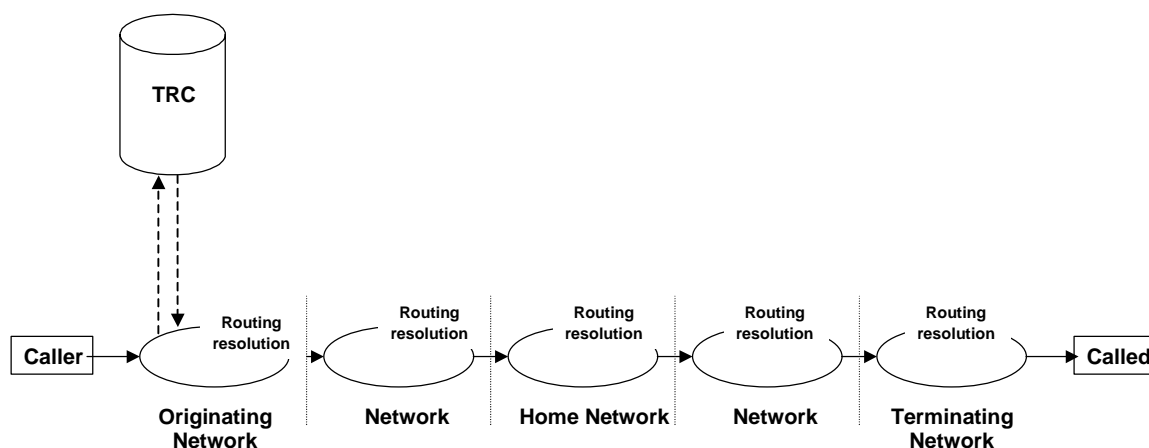 TRC
Routing
resolution
Routing
resolution
Routing
resolution
Routing
resolution
Routing
resolution
Caller
Called
Originating
Network
Network
Home Network
Network
Terminating
Network